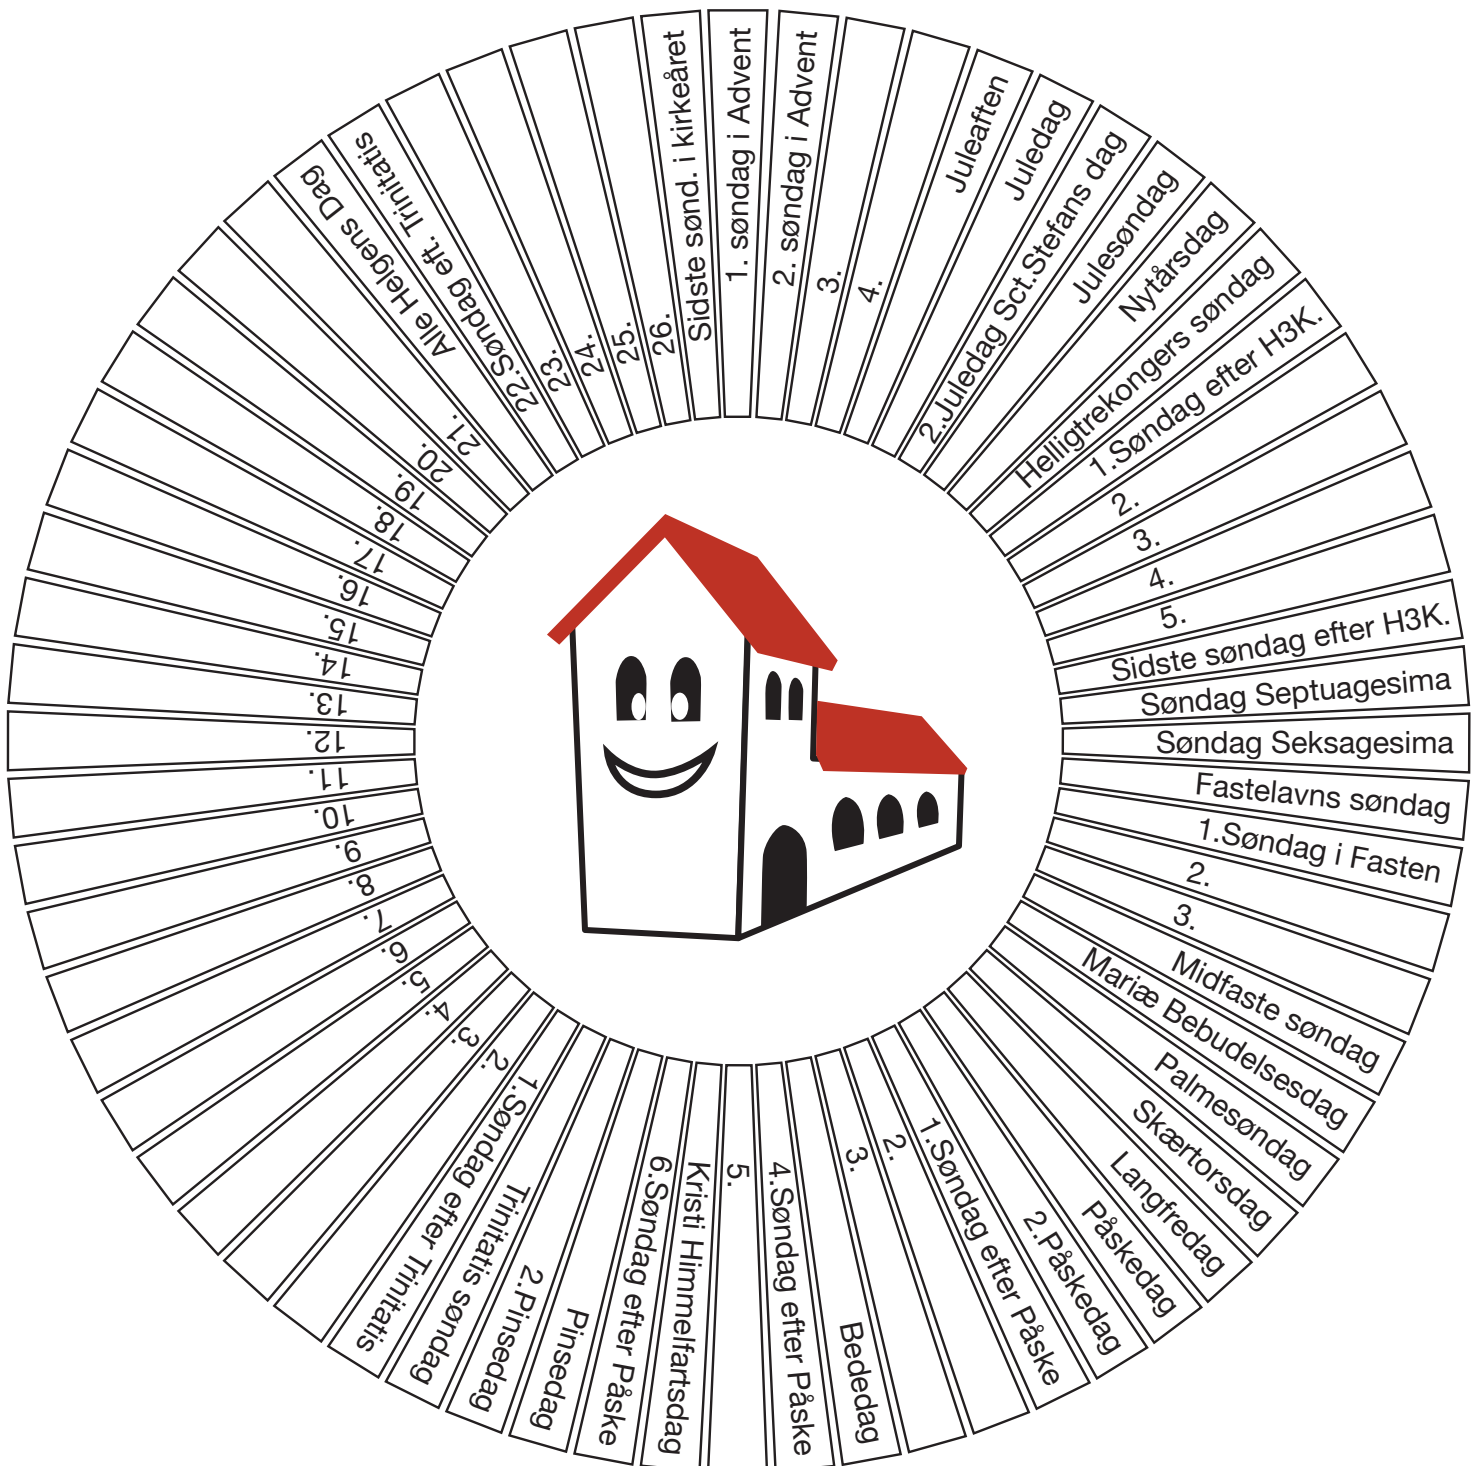 1. søndag i Advent
2. søndag i Advent
3.
4.
Juleaften
Juledag
2.Juledag Sct.Stefans dag
Julesøndag
Nytårsdag
Helligtrekongers søndag
1.Søndag efter H3K.
2.
3.
4.
5.
Sidste søndag efter H3K.
Søndag Septuagesima
Søndag Seksagesima
Fastelavns søndag
1.Søndag i Fasten
2.
3.
Midfaste søndag
Mariæ Bebudelsesdag
Palmesøndag
Skærtorsdag
Langfredag
Påskedag
2.Påskedag
1.Søndag efter Påske
2.
3.
Bededag
4.Søndag efter Påske
5.
Kristi Himmelfartsdag
6.Søndag efter Påske
Pinsedag
2.Pinsedag
Trinitatis søndag
1.Søndag efter Trinitatis
2.
3.
4.
5.
6.
7.
8.
9.
10.
11.
12.
13.
14.
15.
16.
17.
18.
19.
20.
21.
Alle Helgens Dag
22.Søndag eft. Trinitatis
23.
24.
25.
26.
Sidste sønd. i kirkeåret